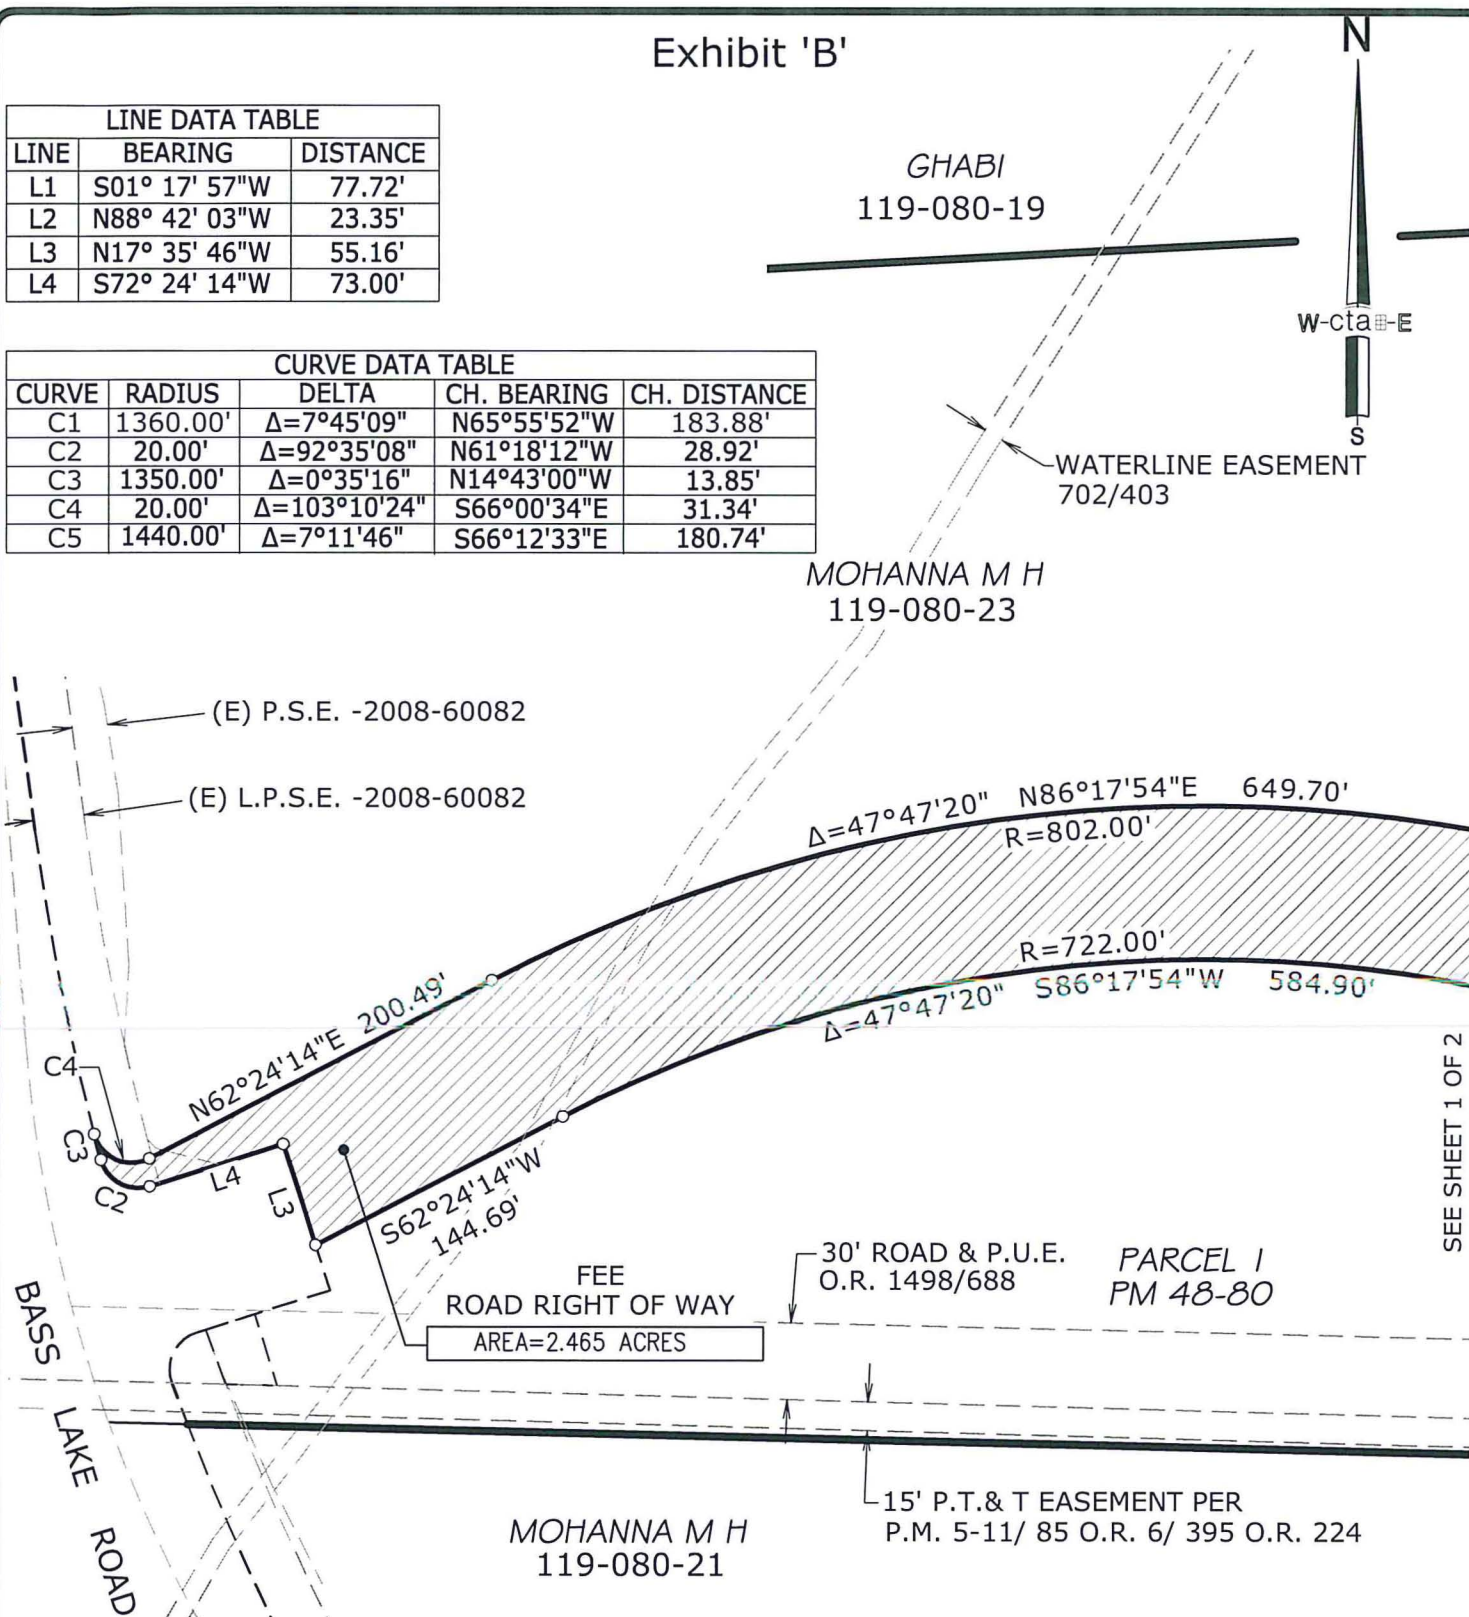 Exhibit 'B'
N
LINE DATA TABLE
LINE BEARING DISTANCE
L1 S01° 17' 57"W 77.72'
L2 N88° 42' 03"W 23.35'
L3 N17° 35' 46"W 55.16'
L4 S72° 24' 14"W 73.00'
GHABI
119-080-19
W-cta-E
S
CURVE DATA TABLE
CURVE RADIUS DELTA CH. BEARING CH. DISTANCE
C1 1360.00' Δ=7°45'09" N65°55'52"W 183.88'
C2 20.00' Δ=92°35'08" N61°18'12"W 28.92'
C3 1350.00' Δ=0°35'16" N14°43'00"W 13.85'
C4 20.00' Δ=103°10'24" S66°00'34"E 31.34'
C5 1440.00' Δ=7°11'46" S66°12'33"E 180.74'
WATERLINE EASEMENT
702/403
MOHANNA M H
119-080-23
(E) P.S.E. -2008-60082
(E) L.P.S.E. -2008-60082
Δ=47°47'20" N86°17'54"E 649.70'
R=802.00'
R=722.00'
Δ=47°47'20" S86°17'54"W 584.90'
N62°24'14"E 200.49'
C4
C3
C2
L4
L3
S62°24'14"W
144.69'
SEE SHEET 1 OF 2
FEE
ROAD RIGHT OF WAY
AREA=2.465 ACRES
30' ROAD & P.U.E.
O.R. 1498/688
PARCEL 1
PM 48-80
BASS LAKE ROAD
15' P.T.& T EASEMENT PER
P.M. 5-11/ 85 O.R. 6/ 395 O.R. 224
MOHANNA M H
119-080-21